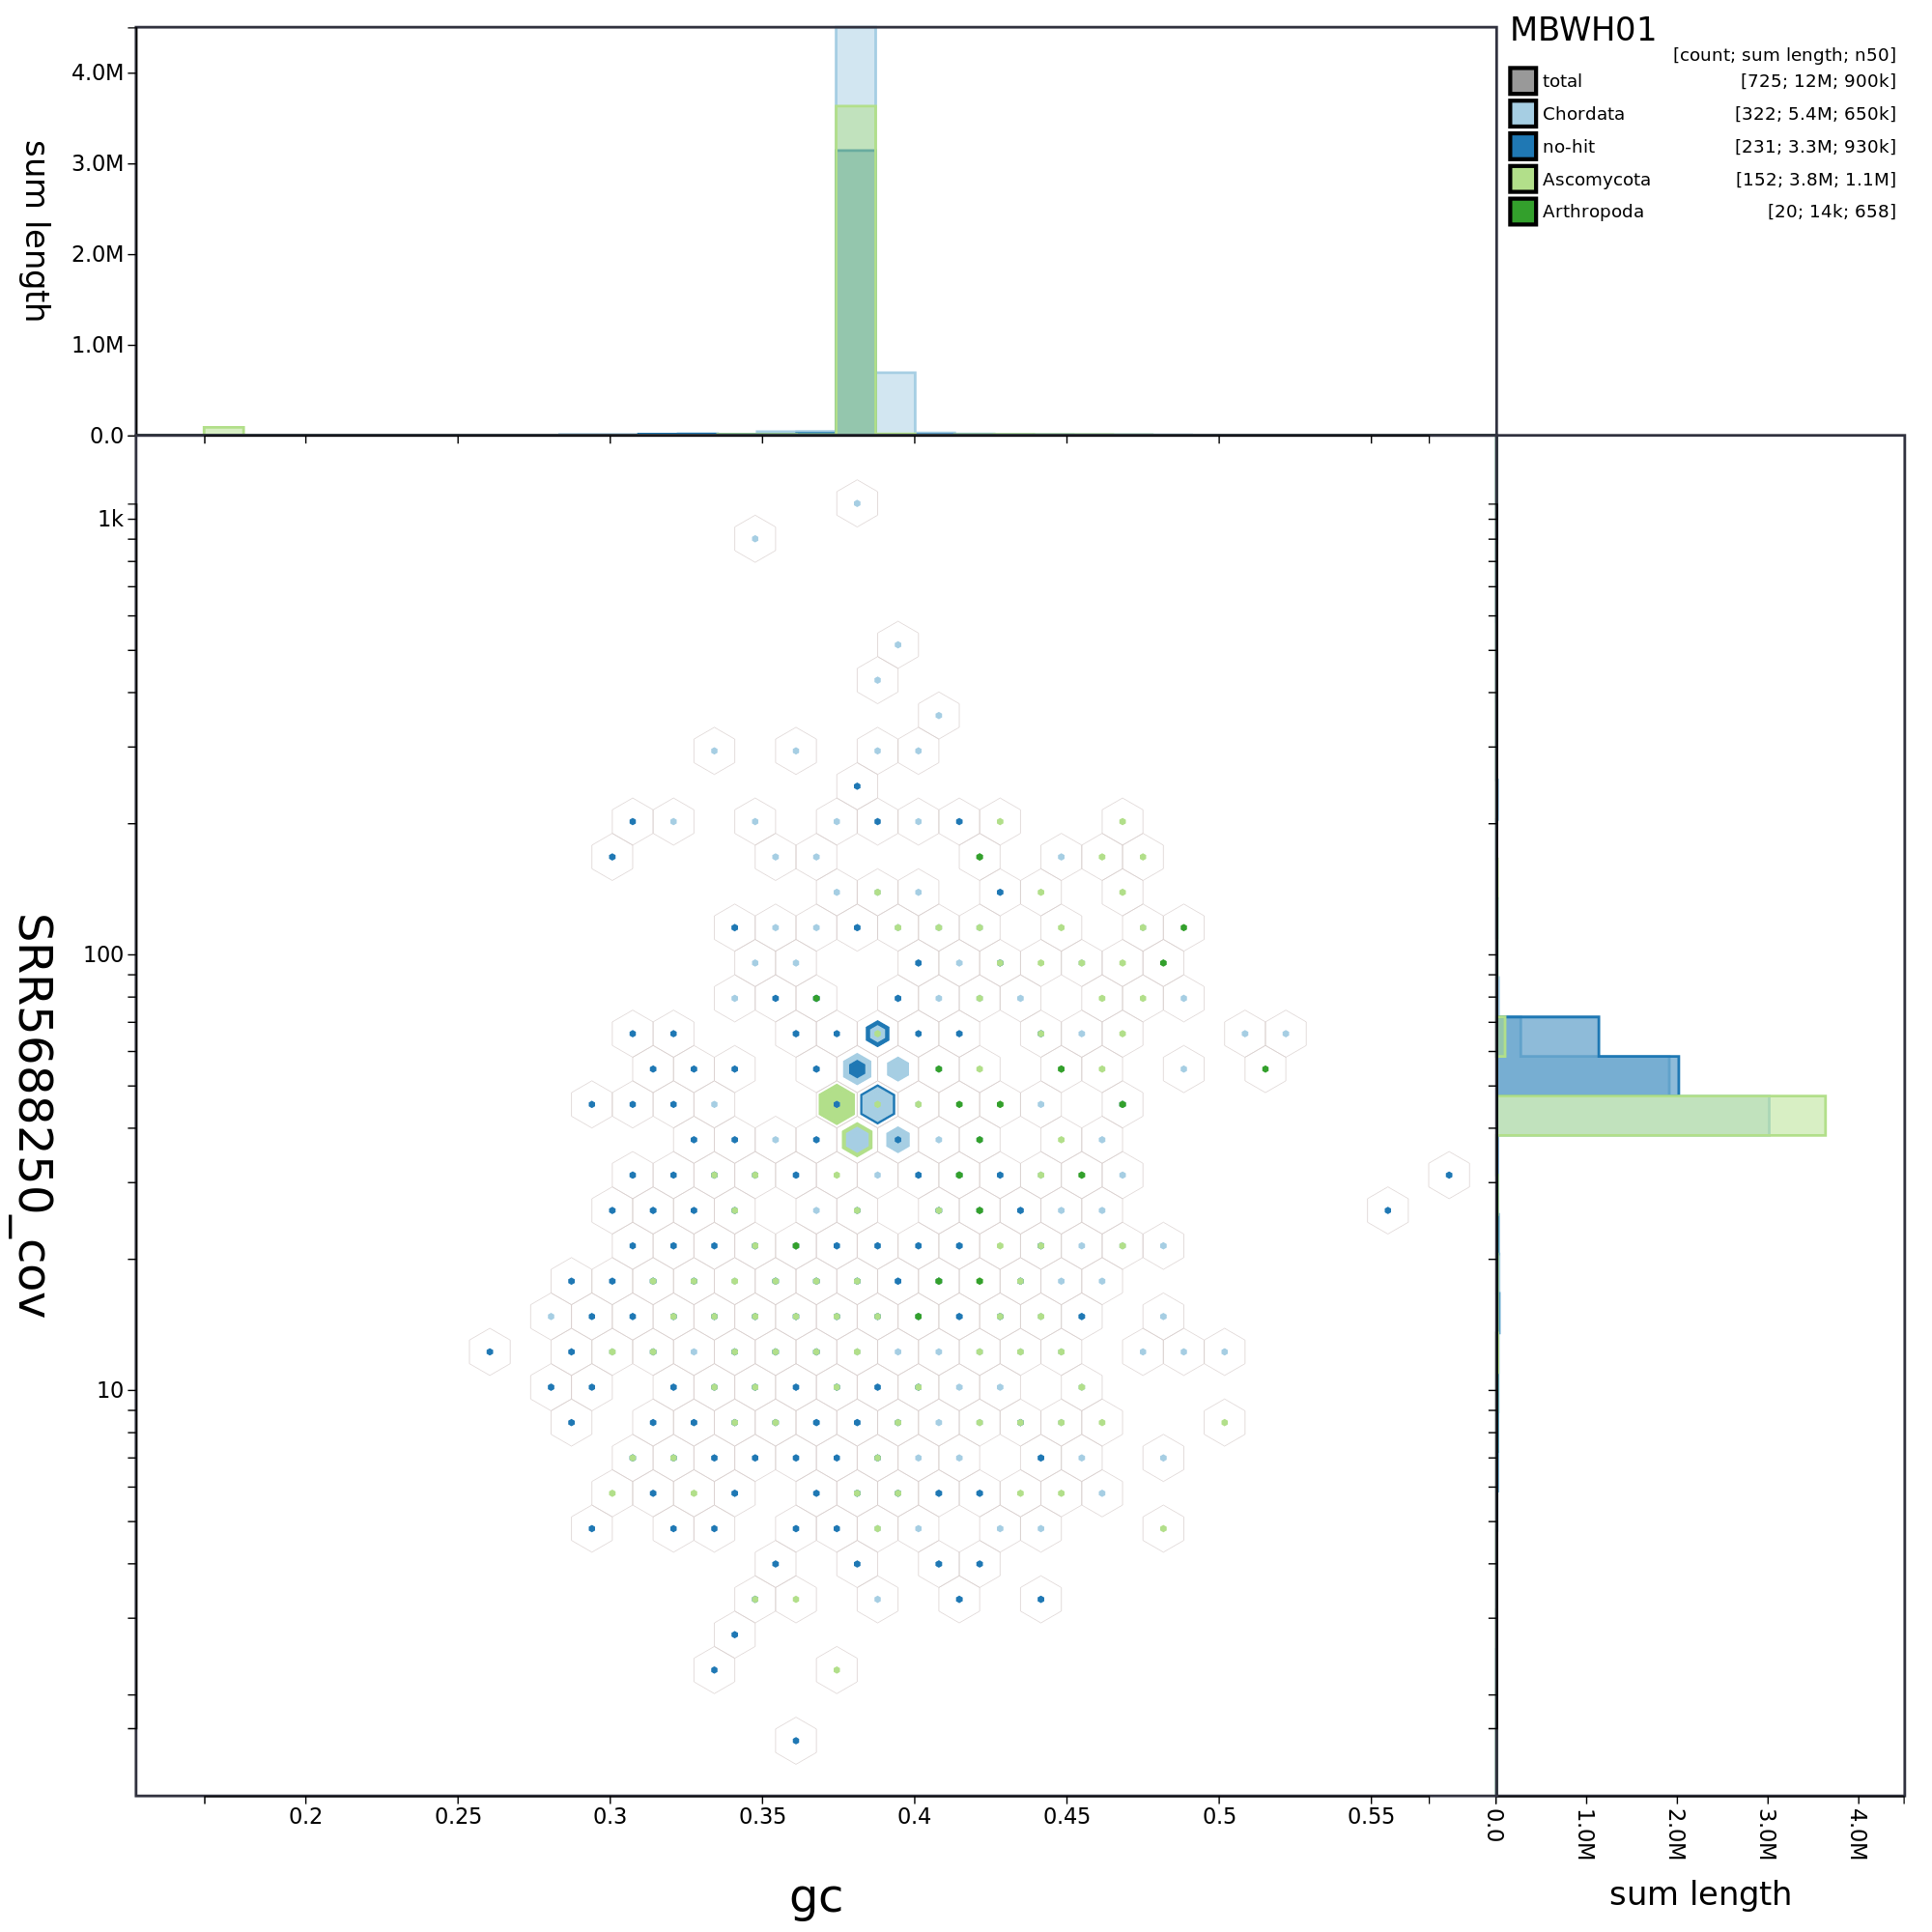 MBWH01
[count; sum length; n50]
total [725; 12M; 900k]
Chordata [322; 5.4M; 650k]
no-hit [231; 3.3M; 930k]
Ascomycota [152; 3.8M; 1.1M]
Arthropoda [20; 14k; 658]
sum length
4.0M
3.0M
2.0M
1.0M
0.0
SRR5688250_cov
1k
100
10
0.2 0.25 0.3 0.35 0.4 0.45 0.5 0.55
gc
0.0 1.0M 2.0M 3.0M 4.0M
sum length